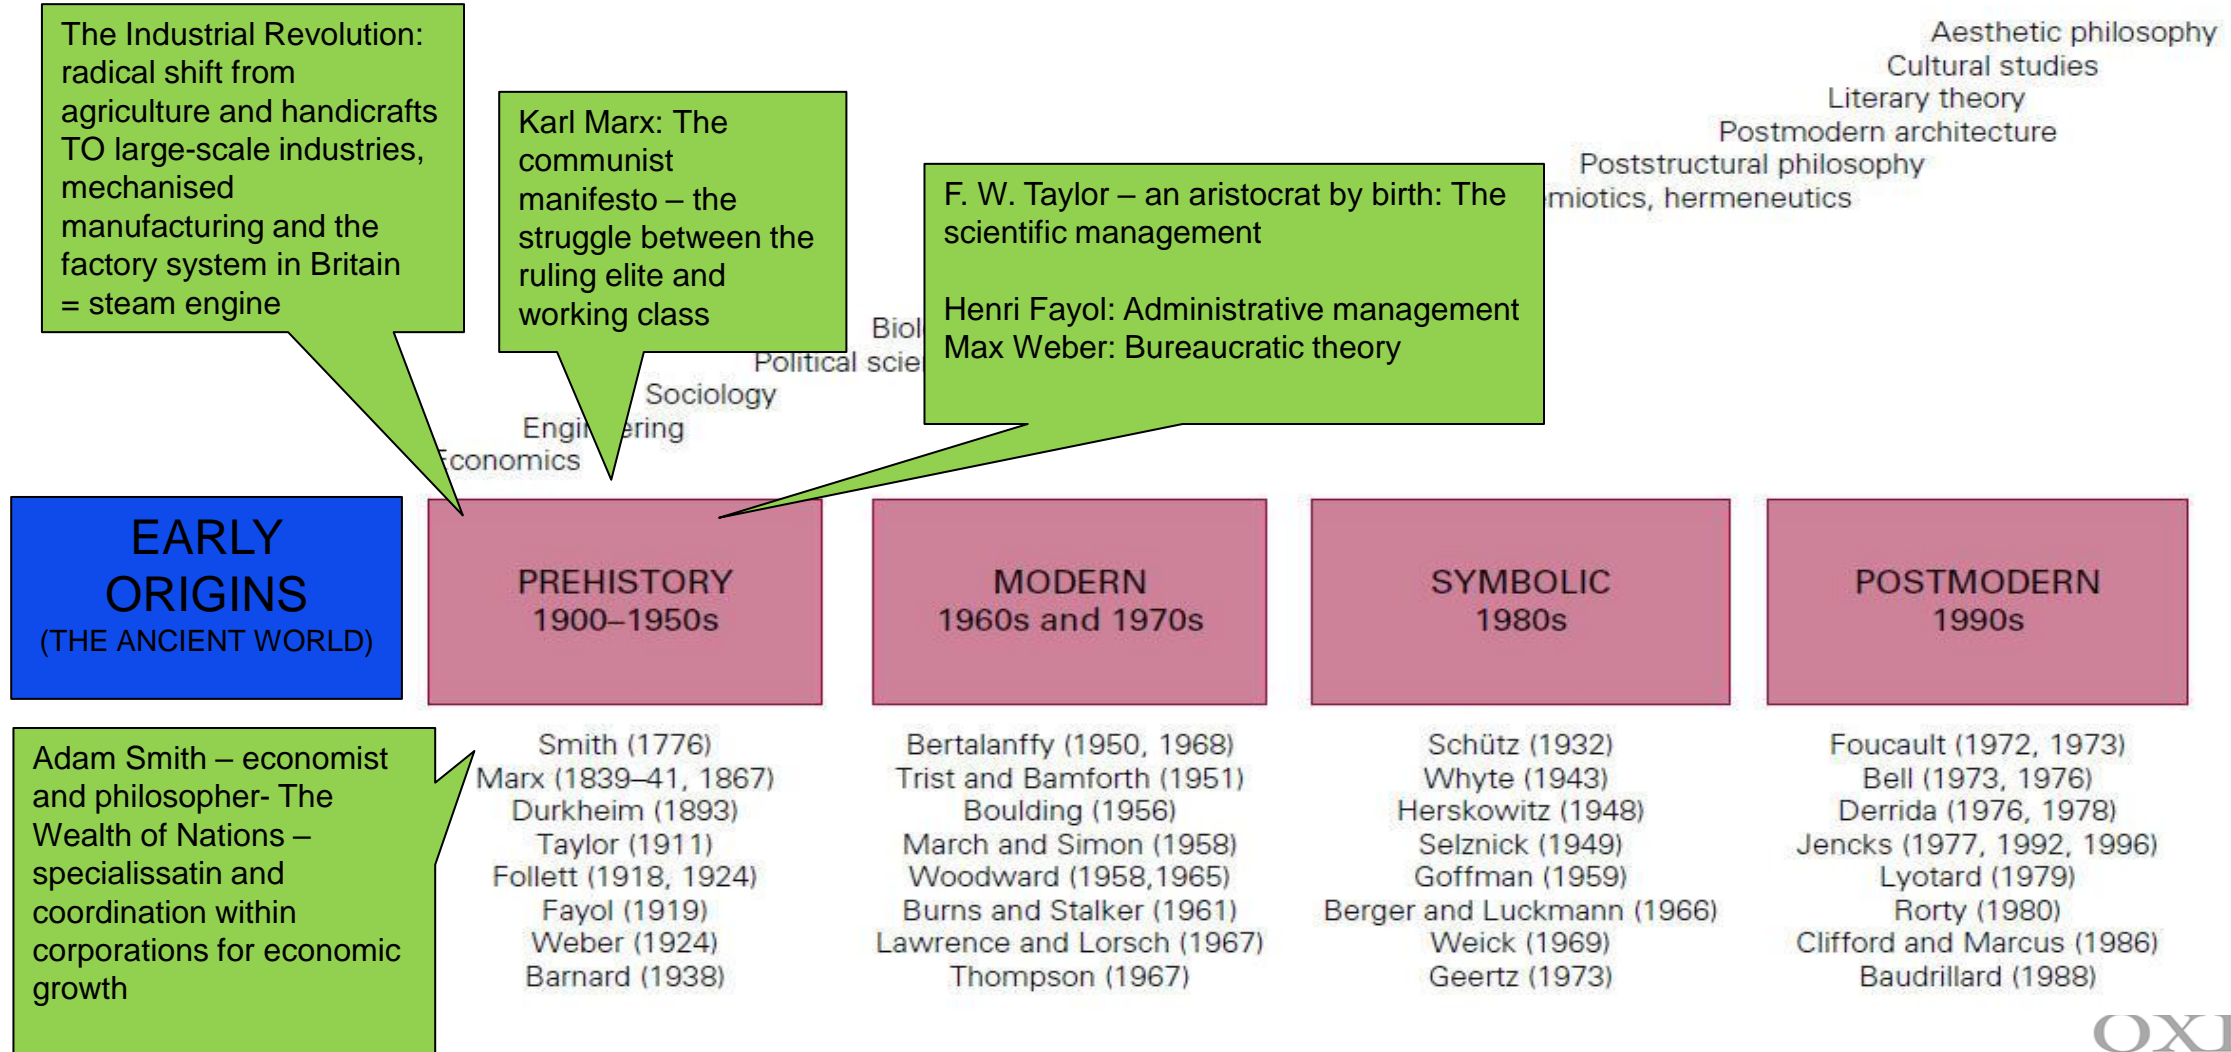 The Industrial Revolution:
radical shift from
agriculture and handicrafts
TO large-scale industries,
mechanised
manufacturing and the
factory system in Britain
= steam engine
Karl Marx: The
communist
manifesto – the
struggle between the
ruling elite and
working class
F. W. Taylor – an aristocrat by birth: The
scientific management
Henri Fayol: Administrative management
Max Weber: Bureaucratic theory
Aesthetic philosophy
Cultural studies
Literary theory
Postmodern architecture
Poststructural philosophy
miotics, hermeneutics
Biol
Political scie
Sociology
Engineering
Economics
EARLY
ORIGINS
(THE ANCIENT WORLD)
PREHISTORY
1900–1950s
MODERN
1960s and 1970s
SYMBOLIC
1980s
POSTMODERN
1990s
Adam Smith – economist
and philosopher- The
Wealth of Nations –
specialissatin and
coordination within
corporations for economic
growth
Smith (1776)
Marx (1839–41, 1867)
Durkheim (1893)
Taylor (1911)
Follett (1918, 1924)
Fayol (1919)
Weber (1924)
Barnard (1938)
Bertalanffy (1950, 1968)
Trist and Bamforth (1951)
Boulding (1956)
March and Simon (1958)
Woodward (1958,1965)
Burns and Stalker (1961)
Lawrence and Lorsch (1967)
Thompson (1967)
Schütz (1932)
Whyte (1943)
Herskowitz (1948)
Selznick (1949)
Goffman (1959)
Berger and Luckmann (1966)
Weick (1969)
Geertz (1973)
Foucault (1972, 1973)
Bell (1973, 1976)
Derrida (1976, 1978)
Jencks (1977, 1992, 1996)
Lyotard (1979)
Rorty (1980)
Clifford and Marcus (1986)
Baudrillard (1988)